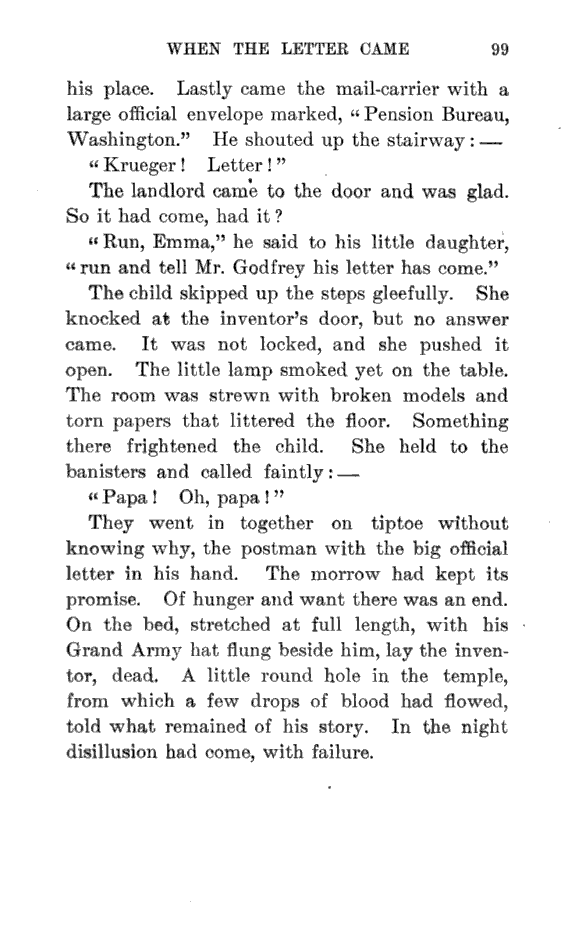 WHEN THE LETTER CAME 99
his place. Lastly came the mail-carrier with a
large official envelope marked, “Pension Bureau,
Washington.” He shouted up the stairway: —
“Krueger! Letter!”
The landlord came to the door and was glad.
So it had come, had it?
“Run, Emma,” he said to his little daughter,
“run and tell Mr. Godfrey his letter has come.”
The child skipped up the steps gleefully. She
knocked at the inventor’s door, but no answer
came. It was not locked, and she pushed it
open. The little lamp smoked yet on the table.
The room was strewn with broken models and
torn papers that littered the floor. Something
there frightened the child. She held to the
banisters and called faintly: —
“Papa! Oh, papa!”
They went in together on tiptoe without
knowing why, the postman with the big official
letter in his hand. The morrow had kept its
promise. Of hunger and want there was an end.
On the bed, stretched at full length, with his
Grand Army hat flung beside him, lay the inven-
tor, dead. A little round hole in the temple,
from which a few drops of blood had flowed,
told what remained of his story. In the night
disillusion had come, with failure.